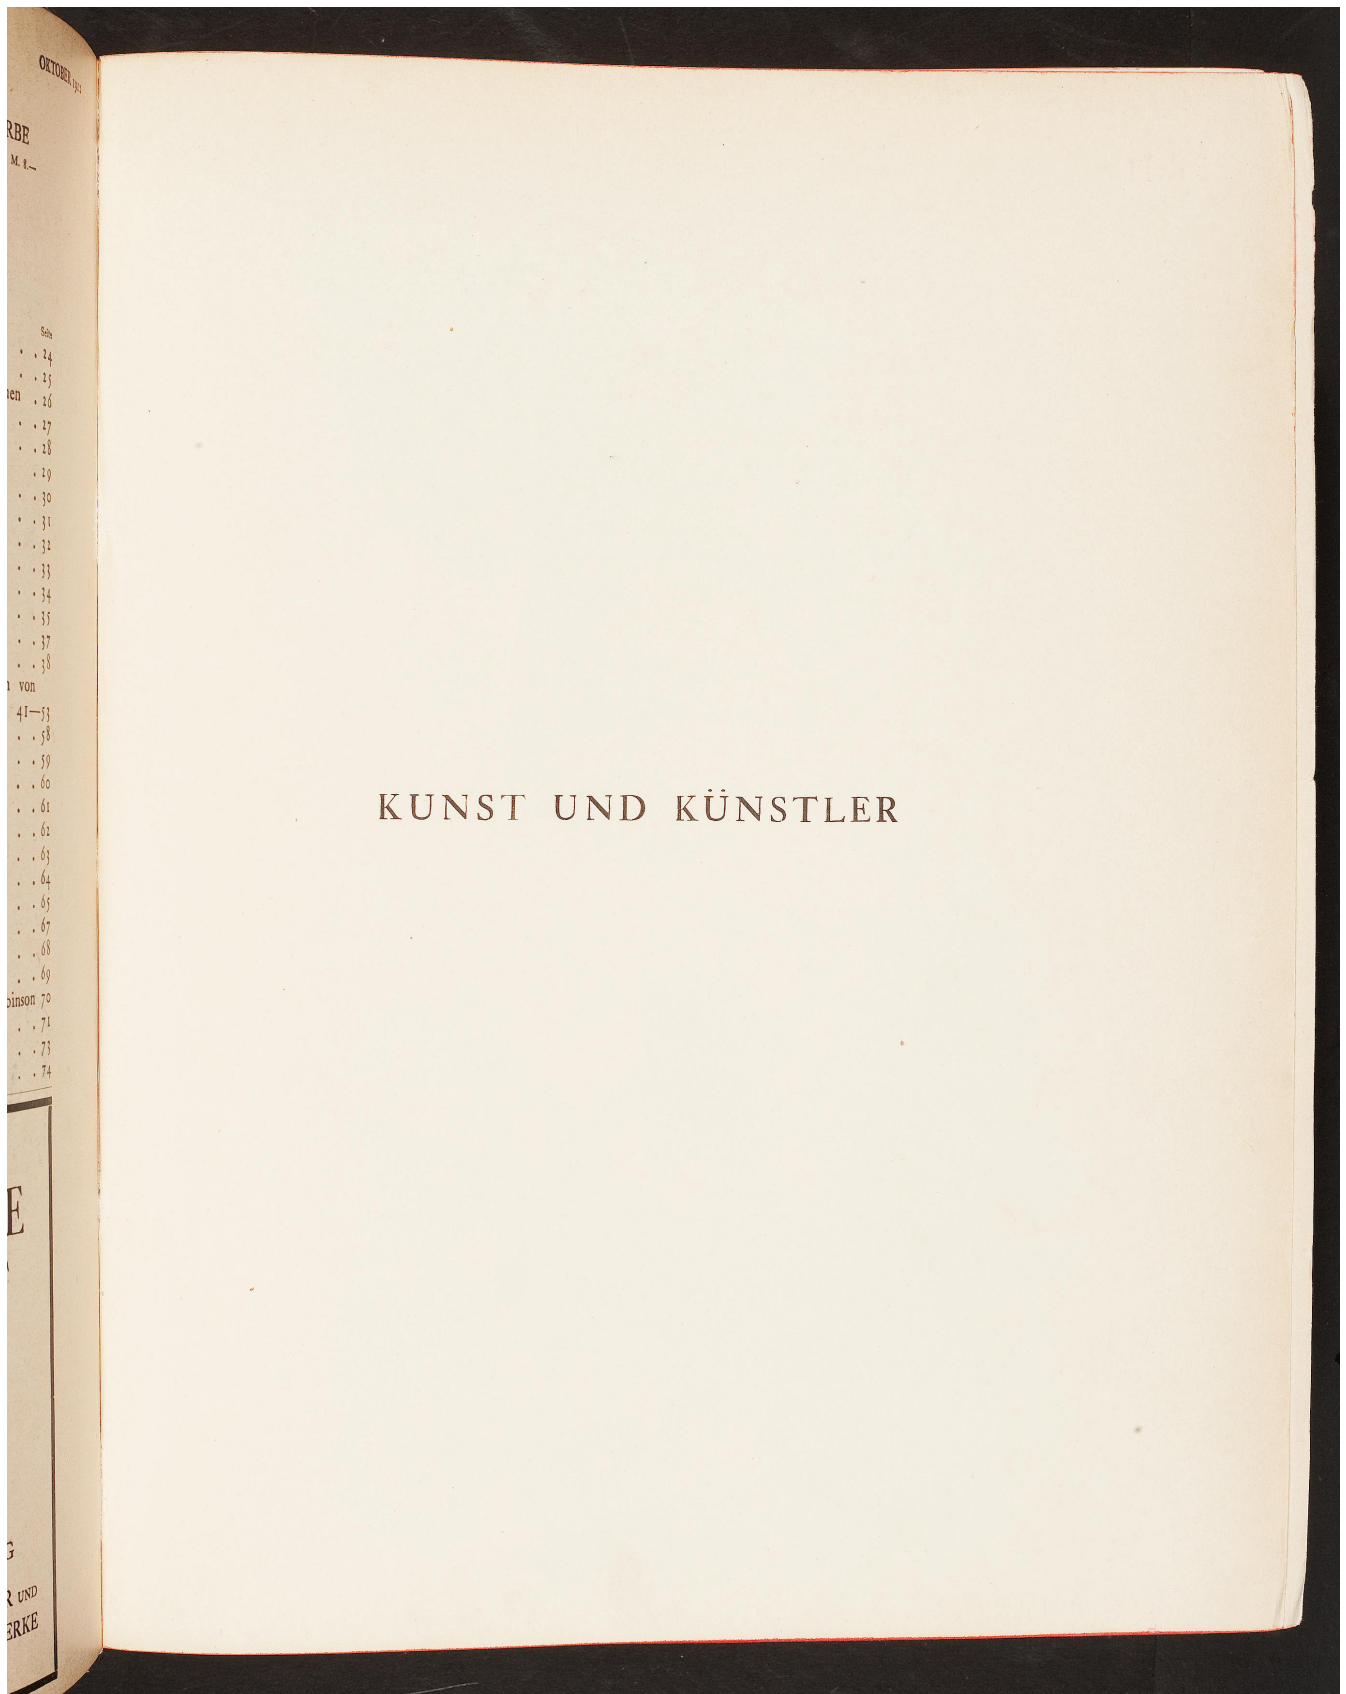 OKTOBER
RBE
M. 8.—
Seite
. . 24
. . 25
nen . 26
. . 27
. . 28
. 29
. . 30
. . 31
. . 32
. . 33
. . 34
. . 35
. . 37
. . 38
von
41—53
. . 58
. . 59
. . 60
. . 61
. . 62
. . 63
. . 64
. . 65
. . 67
. . 68
. . 69
binson 70
. . 71
. . 73
. . 74
E
G
R UND
ERKE
KUNST UND KÜNSTLER